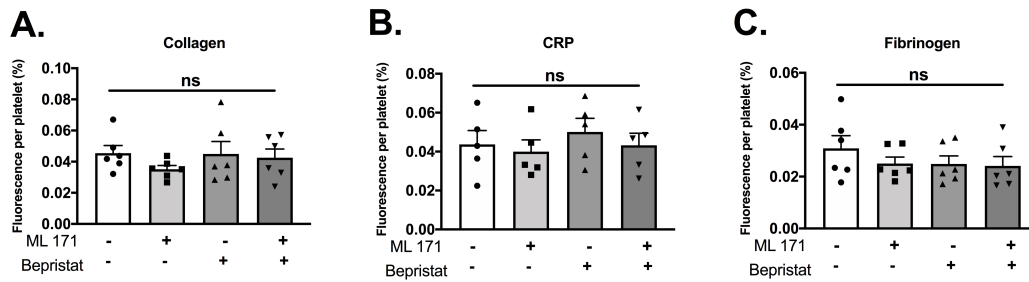 A.
Collagen
Fluorescence per platelet (%)
0.10
0.08
0.06
0.04
0.02
0.00
ns
ML 171 - + - +
Bepristat - - + +
B.
CRP
Fluorescence per platelet (%)
0.08
0.06
0.04
0.02
0.00
ns
ML 171 - + - +
Bepristat - - + +
C.
Fibrinogen
Fluorescence per platelet (%)
0.06
0.04
0.02
0.00
ns
ML 171 - + - +
Bepristat - - + +